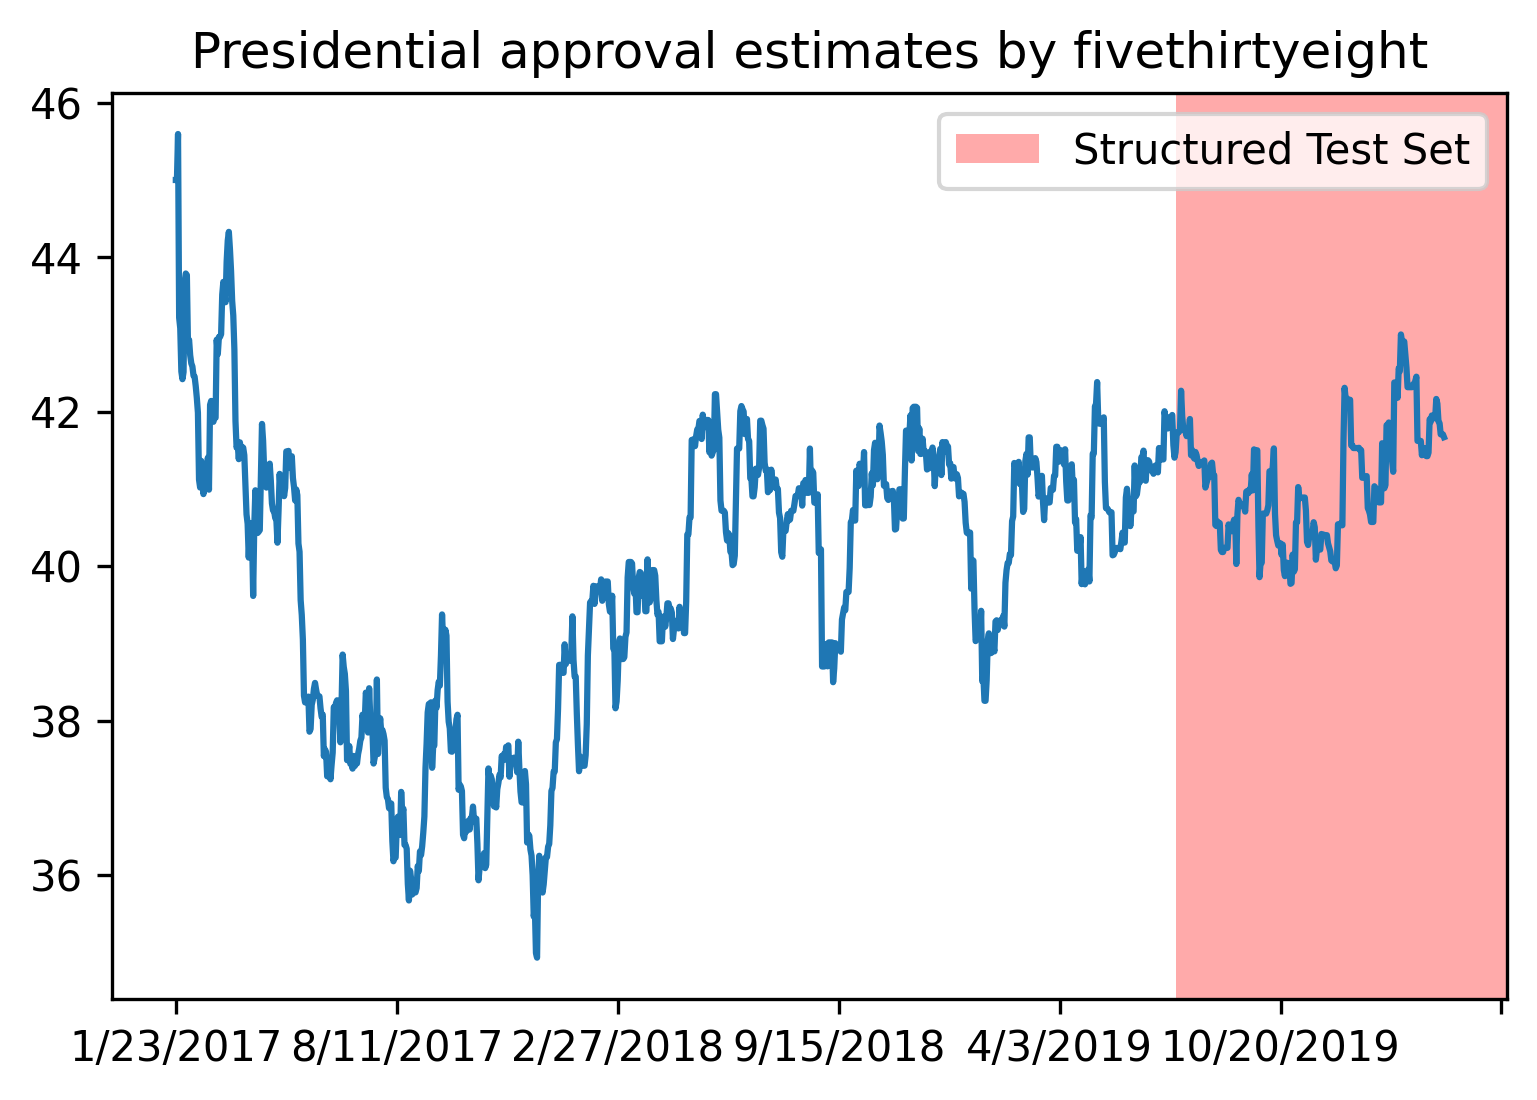 Presidential approval estimates by fivethirtyeight
Structured Test Set
46
44
42
40
38
36
1/23/2017 8/11/2017 2/27/2018 9/15/2018 4/3/2019 10/20/2019